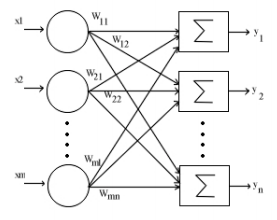 x1 W11 Σ y1
W12
x2 W21 Σ y2
W22
Wm1
xm Wmn Σ yn